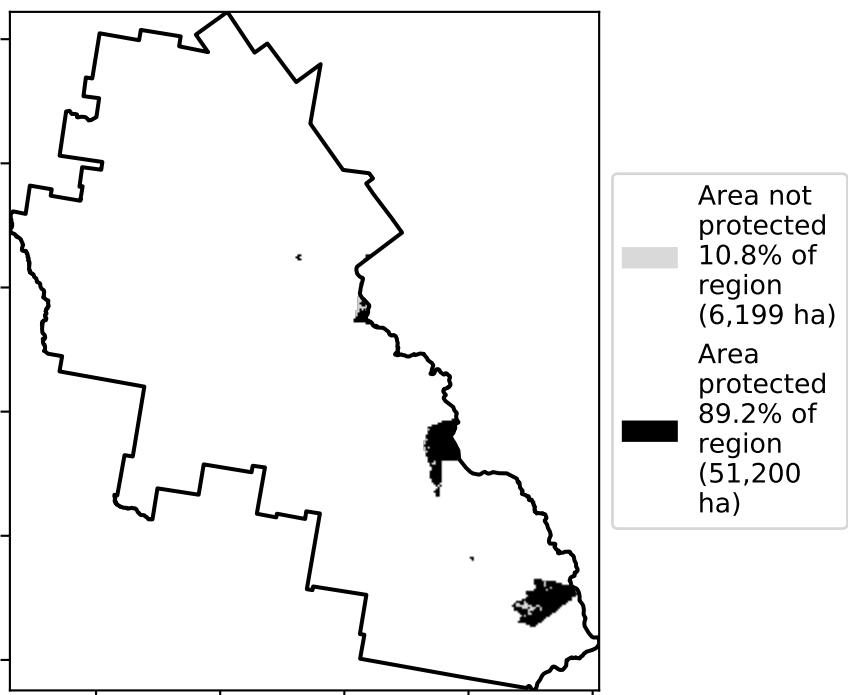 Area not
protected
10.8% of
region
(6,199 ha)
Area
protected
89.2% of
region
(51,200
ha)